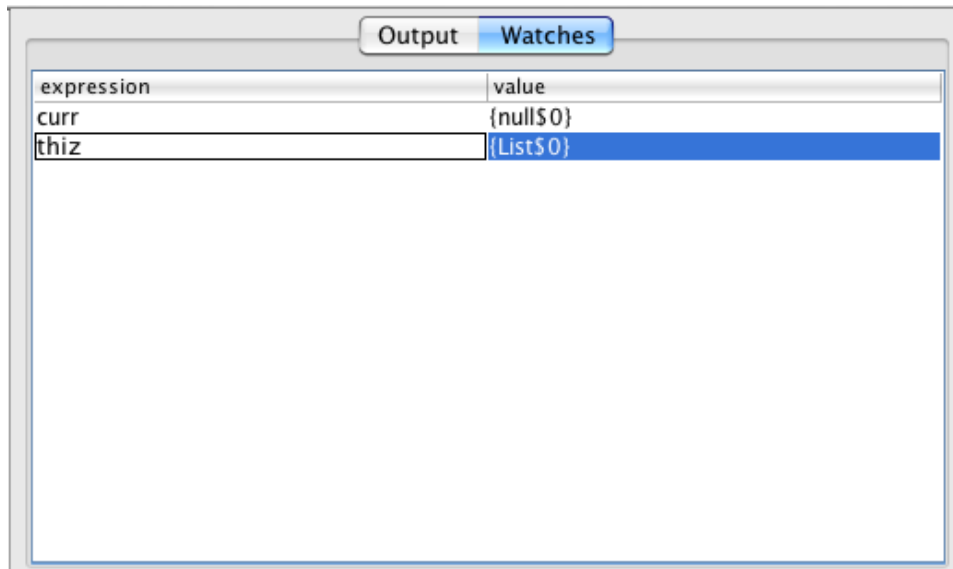 Output Watches
expression value
curr {null$0}
thiz {List$0}